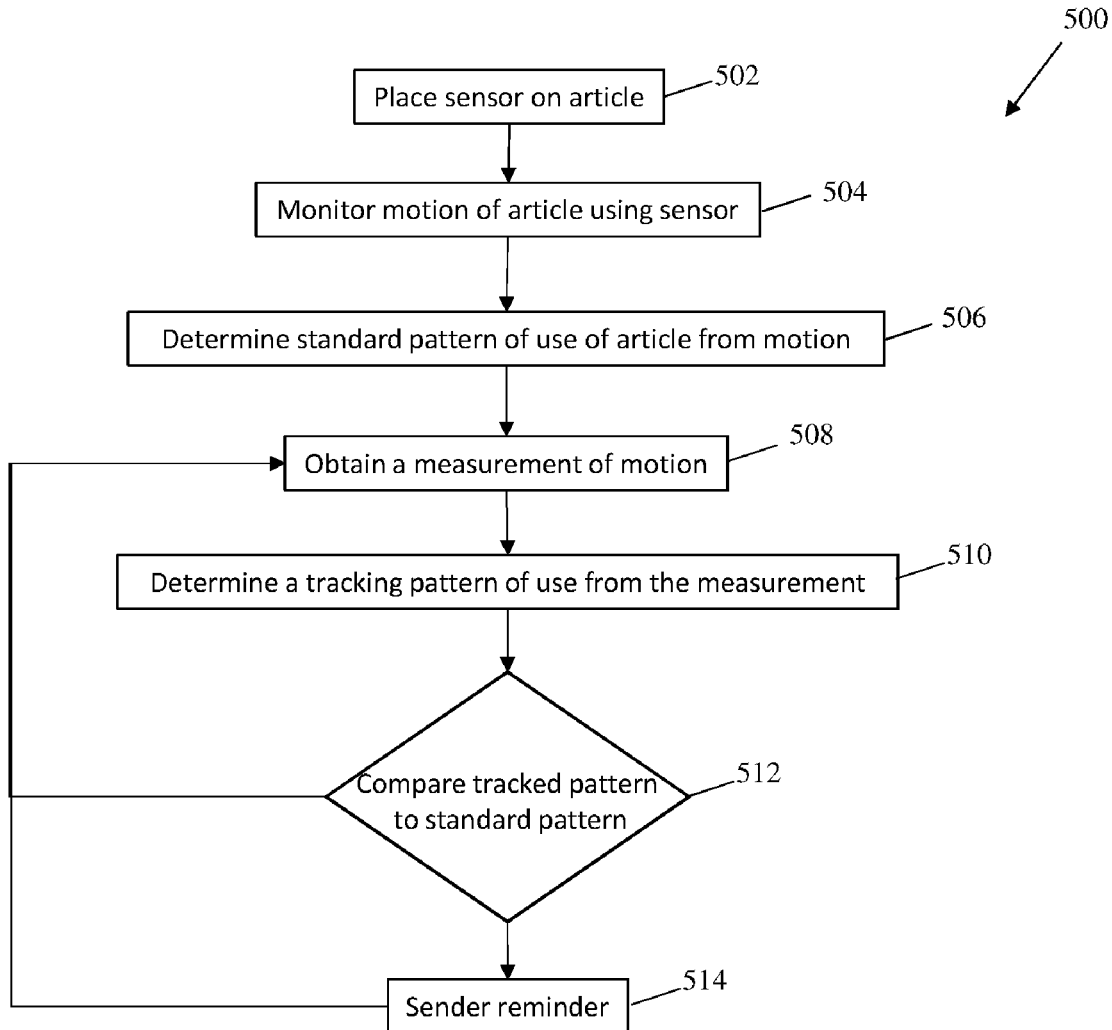 500
Place sensor on article
502
Monitor motion of article using sensor
504
Determine standard pattern of use of article from motion
506
Obtain a measurement of motion
508
Determine a tracking pattern of use from the measurement
510
Compare tracked pattern
to standard pattern
512
Sender reminder
514